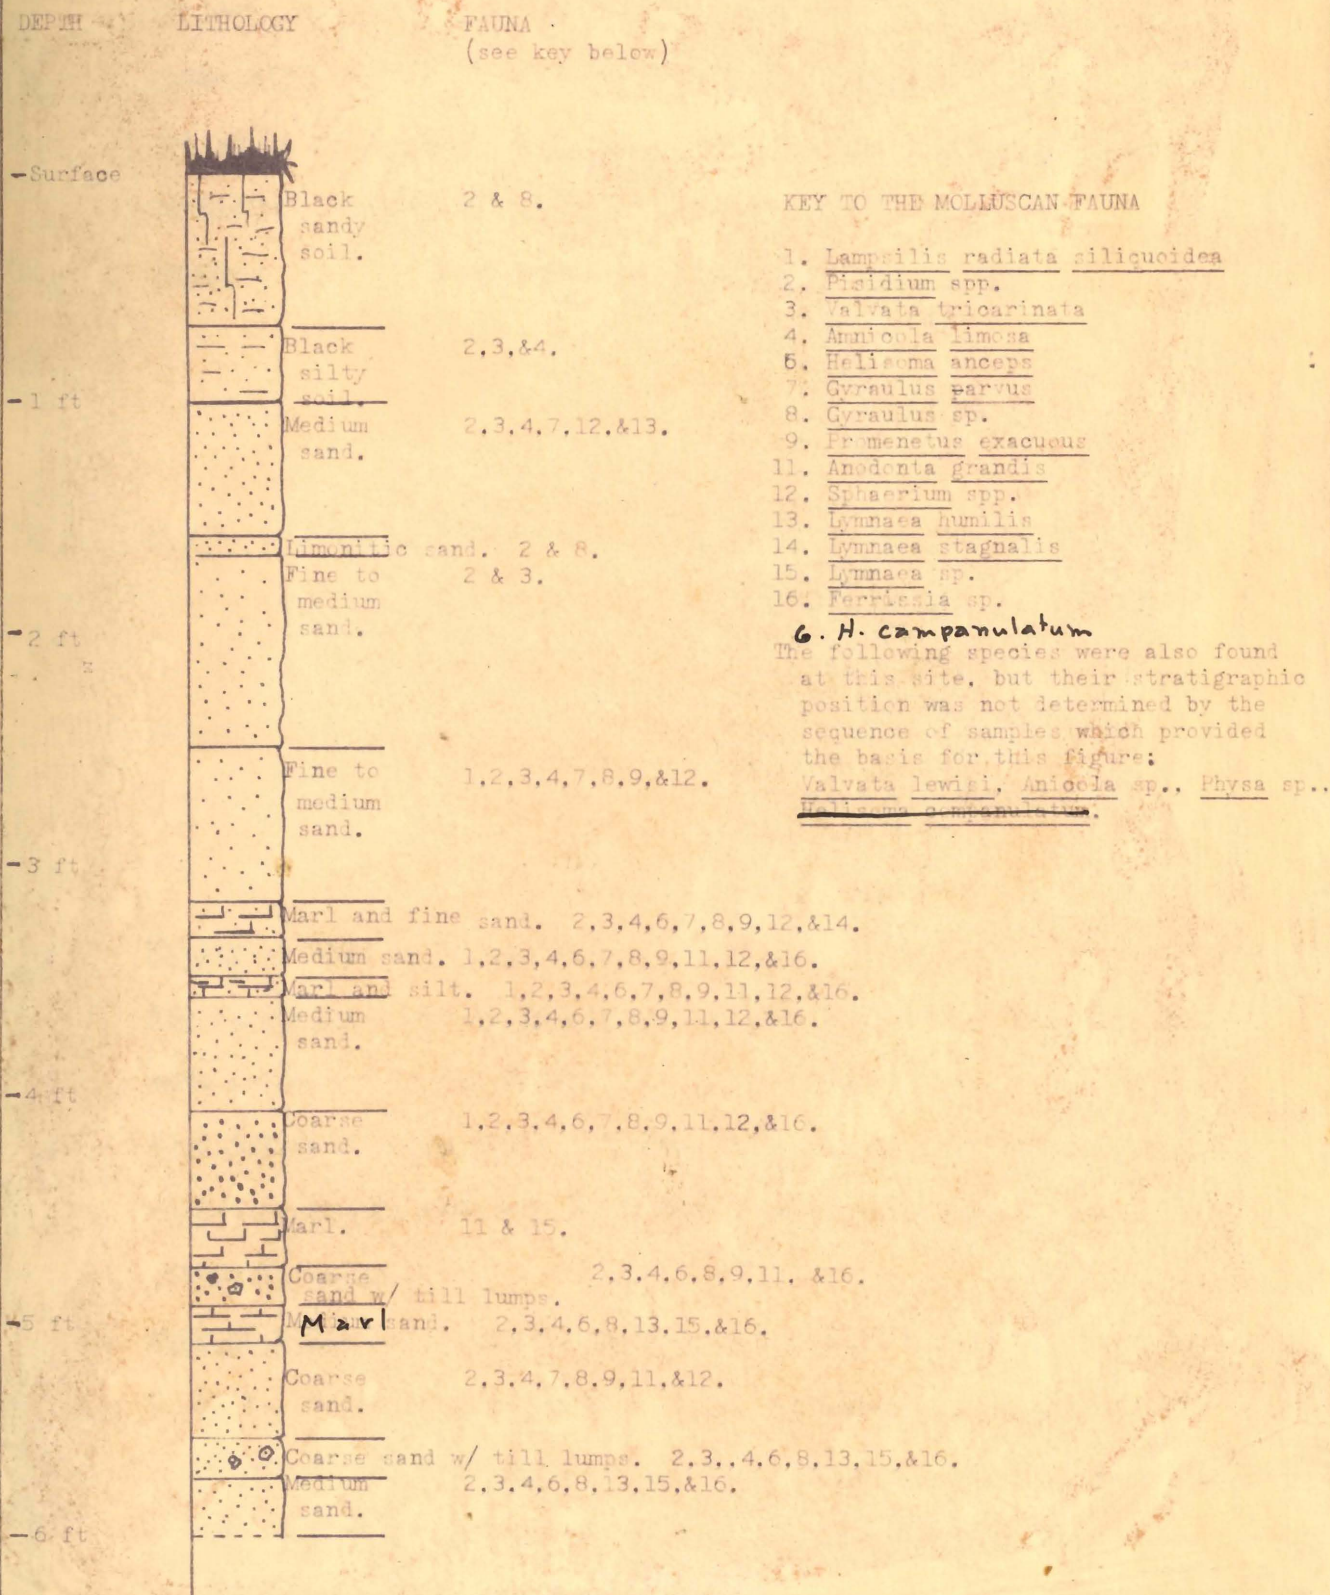 DEPTH LITHOLOGY FAUNA
(see key below)
-Surface
Black 2 & 8.
sandy
soil.
Black 2,3,&4.
silty
soil.
-1 ft
Medium 2,3,4,7,12,&13.
sand.
Limonitic sand. 2 & 8.
Fine to 2 & 3.
medium
sand.
-2 ft
z
Fine to 1,2,3,4,7,8,9,&12.
medium
sand.
-3 ft
Marl and fine sand. 2,3,4,6,7,8,9,12,&14.
Medium sand. 1,2,3,4,6,7,8,9,11,12,&16.
Marl and silt. 1,2,3,4,6,7,8,9,11,12,&16.
Medium 1,2,3,4,6,7,8,9,11,12,&16.
sand.
-4 ft
Coarse 1,2,3,4,6,7,8,9,11,12,&16.
sand.
Marl. 11 & 15.
Coarse 2,3,4,6,8,9,11, &16.
sand w/ till lumps.
-5 ft
Marl sand. 2,3,4,6,8,13,15,&16.
Coarse 2,3,4,7,8,9,11,&12.
sand.
Coarse sand w/ till lumps. 2,3,,4,6,8,13,15,&16.
Medium 2,3,4,6,8,13,15,&16.
sand.
-6 ft
KEY TO THE MOLLUSCAN FAUNA
1. Lampsilis radiata siliquoidea
2. Pisidium spp.
3. Valvata tricarinata
4. Amnicola limosa
5. Helisoma anceps
7. Gyraulus parvus
8. Gyraulus sp.
9. Promenetus exacuous
11. Anodonta grandis
12. Sphaerium spp.
13. Lymnaea humilis
14. Lymnaea stagnalis
15. Lymnaea sp.
16. Ferrissia sp.
6. H. campanulatum
The following species were also found
at this site, but their stratigraphic
position was not determined by the
sequence of samples which provided
the basis for this figure:
Valvata lewisi, Anicola sp., Physa sp.,
Helisoma companulatum.